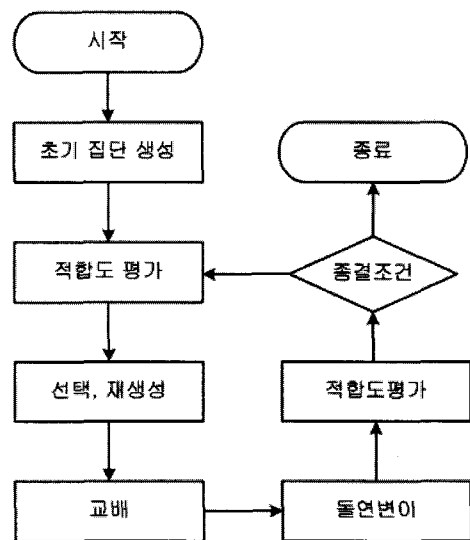 시작
초기 집단 생성
종료
적합도 평가
종결조건
선택, 재생성
적합도평가
교배
돌연변이